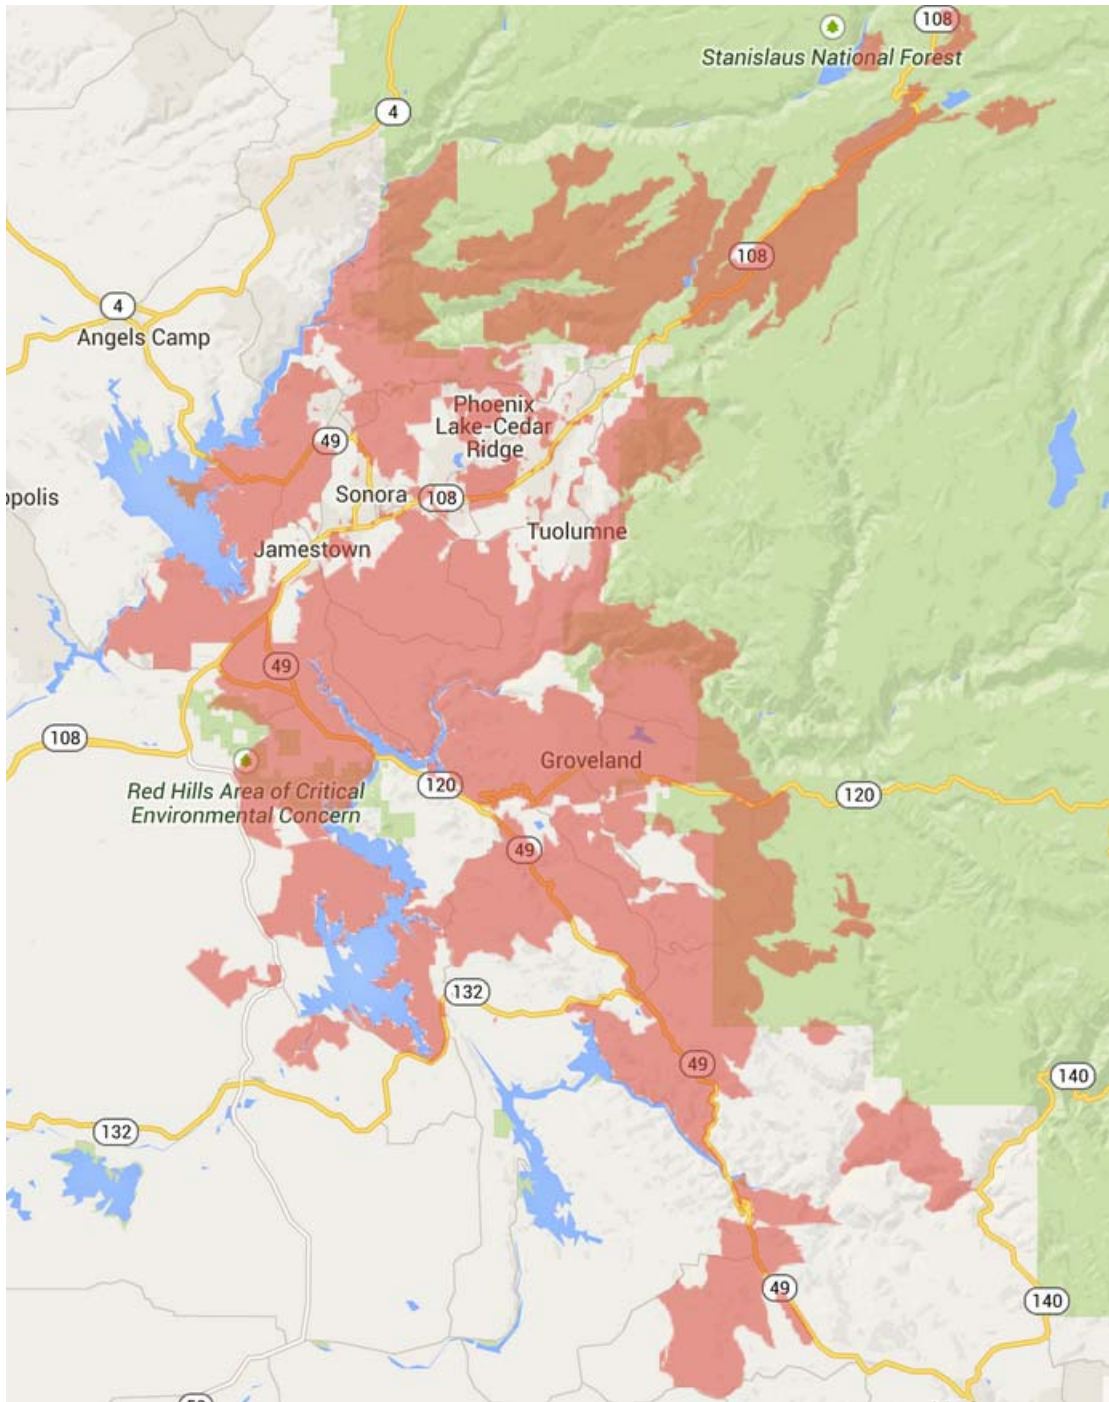 108
Stanislaus National Forest
4
108
4
Angels Camp
Phoenix
Lake-Cedar
Ridge
49
opolis
Sonora
108
Jamestown
Tuolumne
49
108
Groveland
120
120
Red Hills Area of Critical
Environmental Concern
49
132
49
140
132
49
140